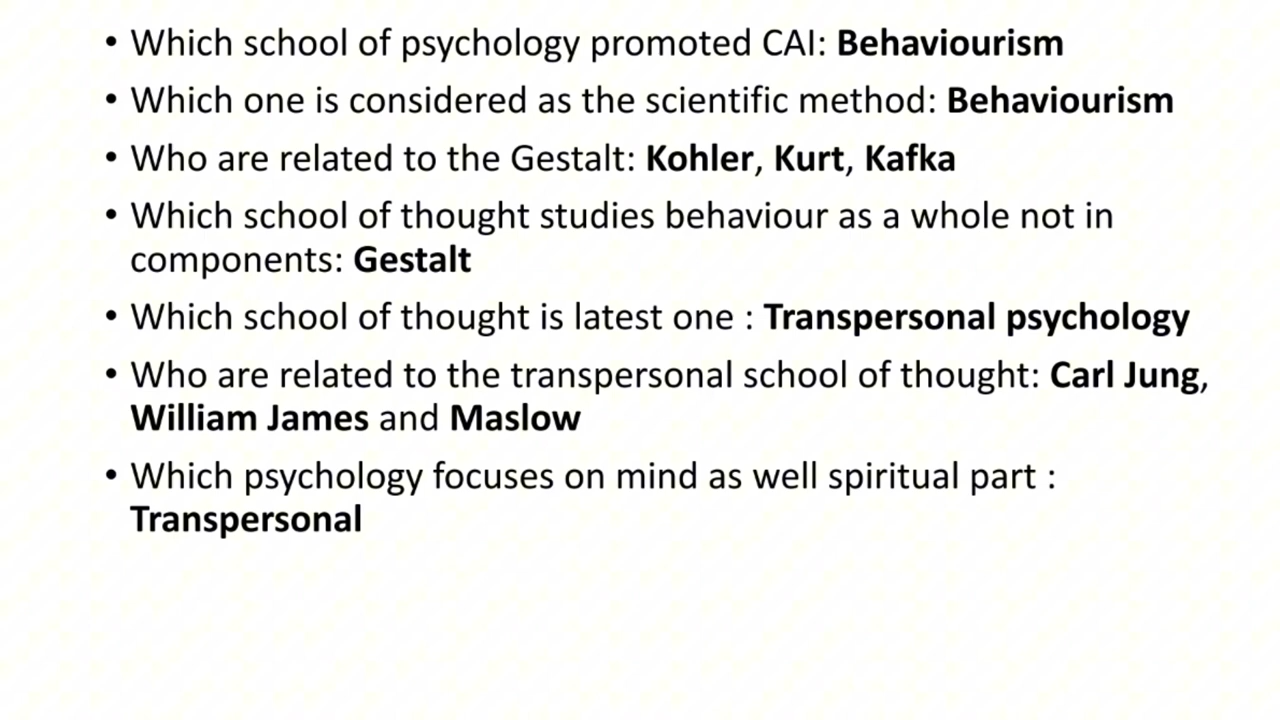 • Which school of psychology promoted CAI: Behaviourism
• Which one is considered as the scientific method: Behaviourism
• Who are related to the Gestalt: Kohler, Kurt, Kafka
• Which school of thought studies behaviour as a whole not in
components: Gestalt
• Which school of thought is latest one : Transpersonal psychology
• Who are related to the transpersonal school of thought: Carl Jung,
William James and Maslow
• Which psychology focuses on mind as well spiritual part :
Transpersonal